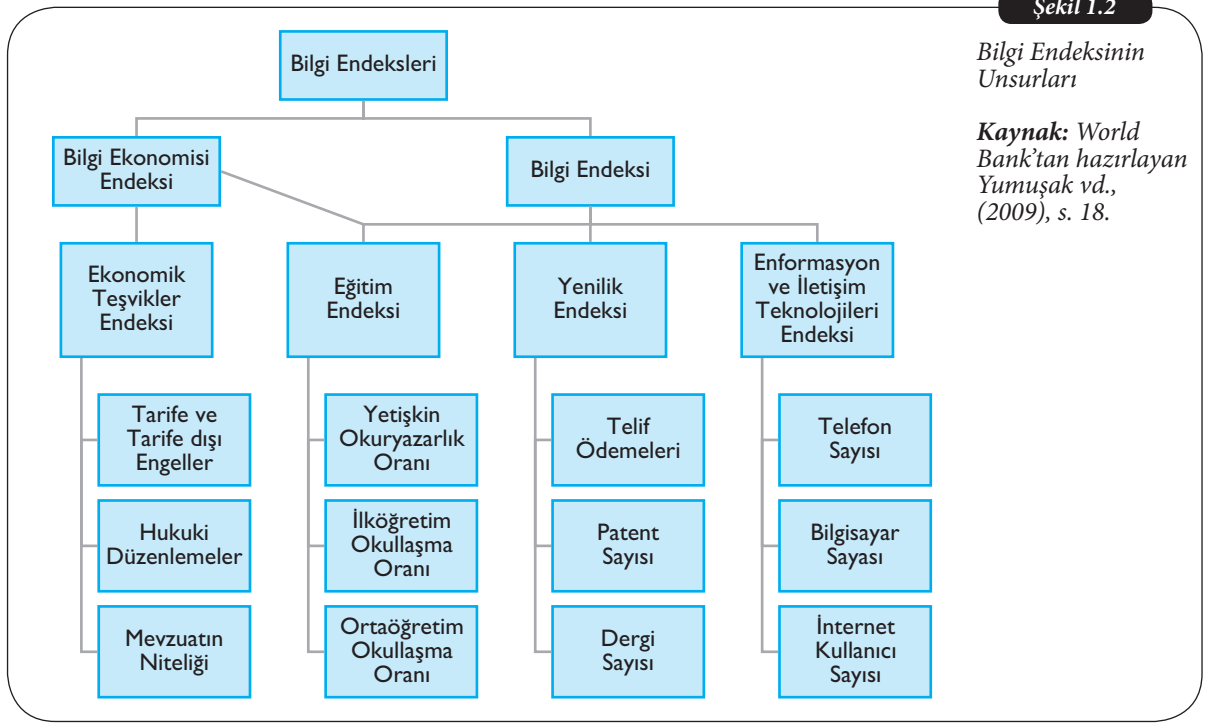 Şekil 1.2
Bilgi Endeksinin
Unsurları
Kaynak: World
Bank’tan hazırlayan
Yumuşak vd.,
(2009), s. 18.
Bilgi Endeksleri
Bilgi Ekonomisi
Endeksi
Bilgi Endeksi
Ekonomik
Teşvikler
Endeksi
Eğitim
Endeksi
Yenilik
Endeksi
Enformasyon
ve İletişim
Teknolojileri
Endeksi
Tarife ve
Tarife dışı
Engeller
Yetişkin
Okuryazarlık
Oranı
Telif
Ödemeleri
Telefon
Sayısı
Hukuki
Düzenlemeler
İlköğretim
Okullaşma
Oranı
Patent
Sayısı
Bilgisayar
Sayası
Mevzuatın
Niteliği
Ortaöğretim
Okullaşma
Oranı
Dergi
Sayısı
İnternet
Kullanıcı
Sayısı